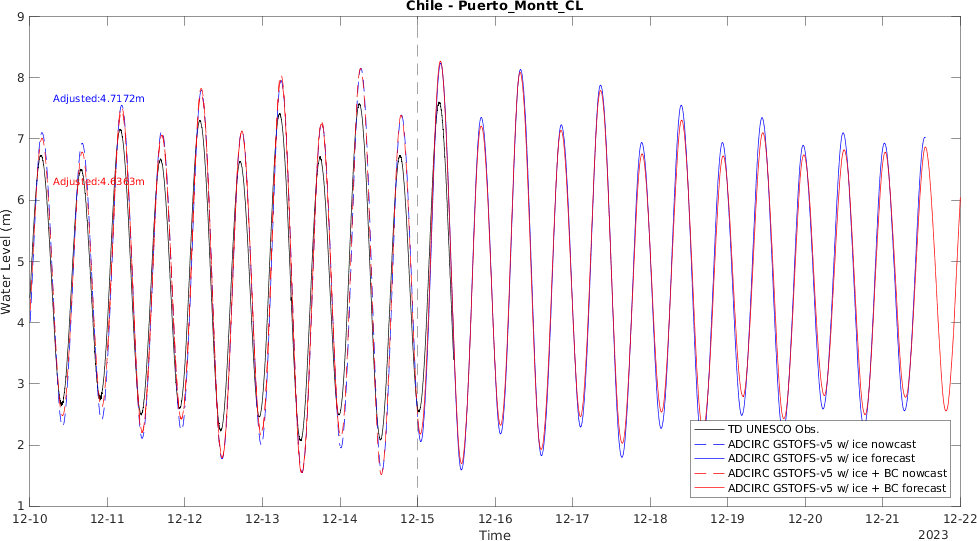 Chile - Puerto_Montt_CL
9
8
7
6
5
4
3
2
1
Water Level (m)
Adjusted:4.7172m
Adjusted:4.6363m
TD UNESCO Obs.
ADCIRC GSTOFS-v5 w/ ice nowcast
ADCIRC GSTOFS-v5 w/ ice forecast
ADCIRC GSTOFS-v5 w/ ice + BC nowcast
ADCIRC GSTOFS-v5 w/ ice + BC forecast
12-10 12-11 12-12 12-13 12-14 12-15 12-16 12-17 12-18 12-19 12-20 12-21 12-22
Time
2023